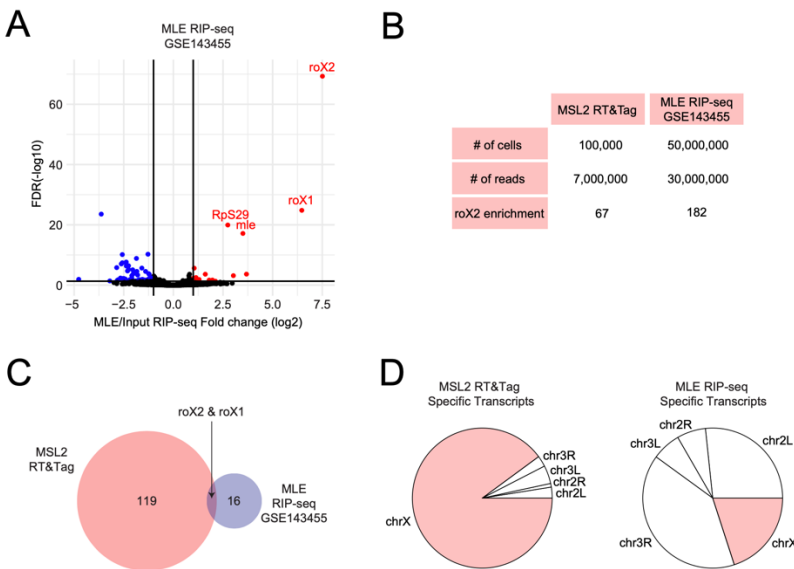 A
MLE RIP-seq
GSE143455
roX2
roX1
RpS29
mle
60
40
20
0
FDR(-log10)
−5
−2.5
0.0
2.5
5.0
7.5
MLE/Input RIP-seq Fold change (log2)
B
MSL2 RT&Tag
MLE RIP-seq
GSE143455
# of cells
100,000
50,000,000
# of reads
7,000,000
30,000,000
roX2 enrichment
67
182
C
roX2 & roX1
MSL2
RT&Tag
119
16
MLE
RIP-seq
GSE143455
D
MSL2 RT&Tag
Specific Transcripts
chr3R
chr3L
chr2R
chr2L
chrX
MLE RIP-seq
Specific Transcripts
chr2R
chr3L
chr2L
chr3R
chrX